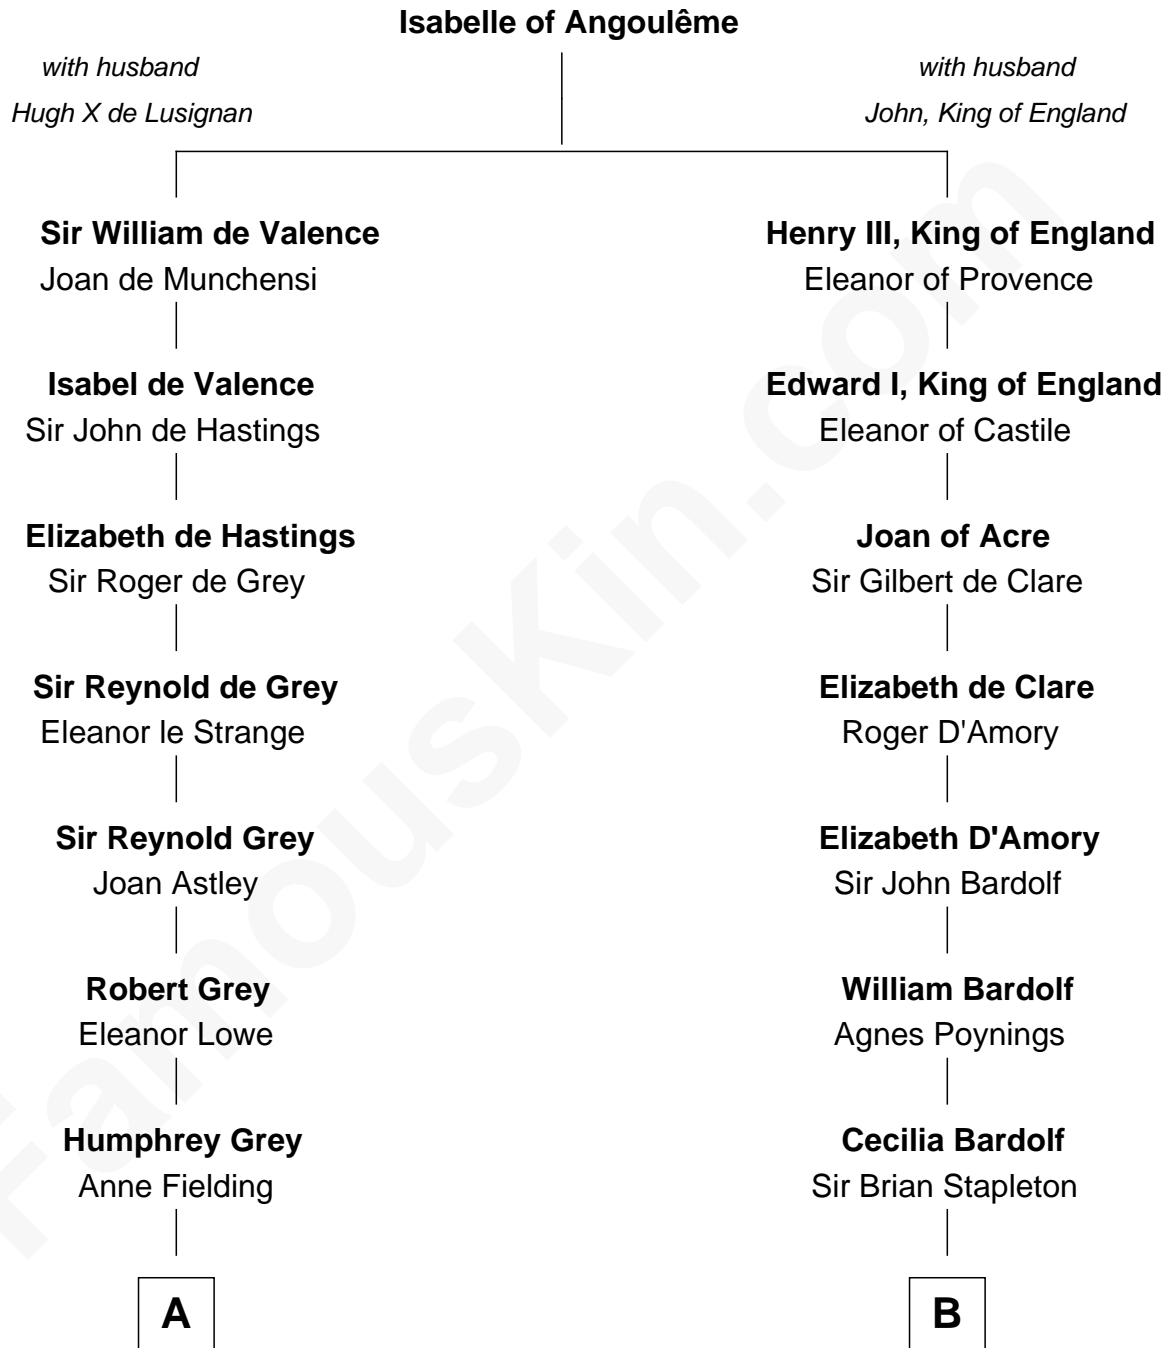 Isabelle of Angoulême
with husband
Hugh X de Lusignan
with husband
John, King of England
Sir William de Valence
Joan de Munchensi
Henry III, King of England
Eleanor of Provence
Isabel de Valence
Sir John de Hastings
Edward I, King of England
Eleanor of Castile
Elizabeth de Hastings
Sir Roger de Grey
Joan of Acre
Sir Gilbert de Clare
Sir Reynold de Grey
Eleanor le Strange
Elizabeth de Clare
Roger D'Amory
Sir Reynold Grey
Joan Astley
Elizabeth D'Amory
Sir John Bardolf
Robert Grey
Eleanor Lowe
William Bardolf
Agnes Poynings
Humphrey Grey
Anne Fielding
Cecilia Bardolf
Sir Brian Stapleton
A
B
FamousKin.com